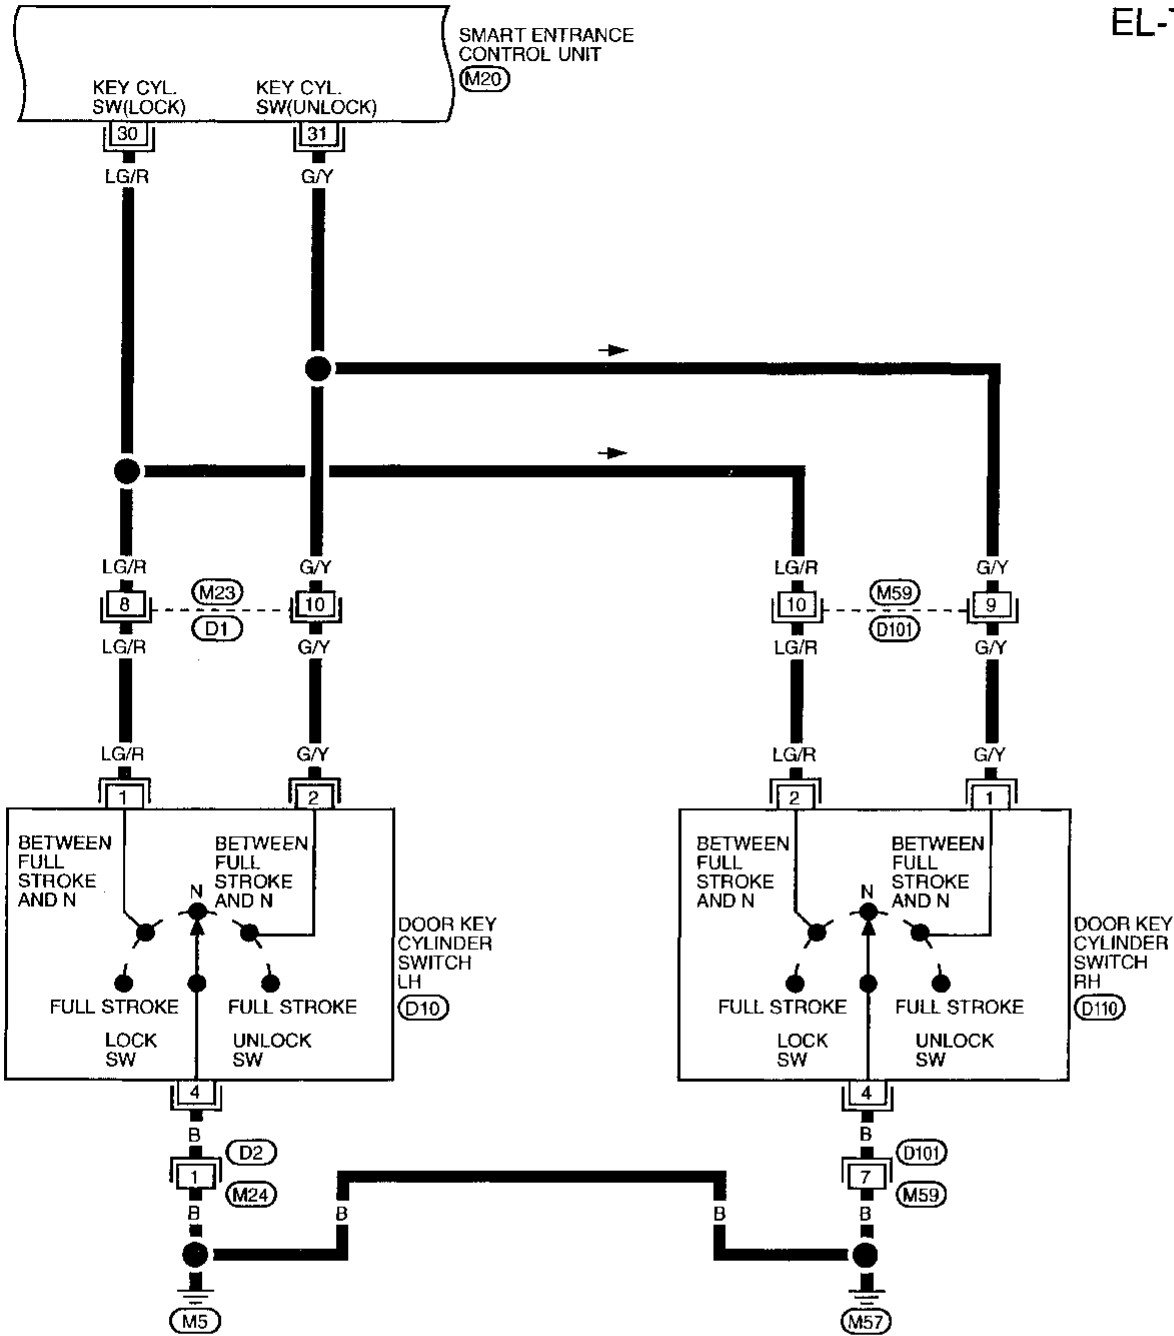 EL-
SMART ENTRANCE
CONTROL UNIT
M20
KEY CYL.
SW(LOCK)
KEY CYL.
SW(UNLOCK)
30
31
LG/R
G/Y
LG/R
G/Y
LG/R
G/Y
8
M23
D1
10
10
M59
D101
9
LG/R
G/Y
LG/R
G/Y
LG/R
G/Y
LG/R
G/Y
1
2
2
1
BETWEEN
FULL
STROKE
AND N
BETWEEN
FULL
STROKE
AND N
N
FULL STROKE
FULL STROKE
LOCK
SW
UNLOCK
SW
DOOR KEY
CYLINDER
SWITCH
LH
D10
BETWEEN
FULL
STROKE
AND N
BETWEEN
FULL
STROKE
AND N
N
FULL STROKE
FULL STROKE
LOCK
SW
UNLOCK
SW
DOOR KEY
CYLINDER
SWITCH
RH
D110
4
4
B
B
D2
1
M24
D101
7
M59
B
B
B
B
M5
M57